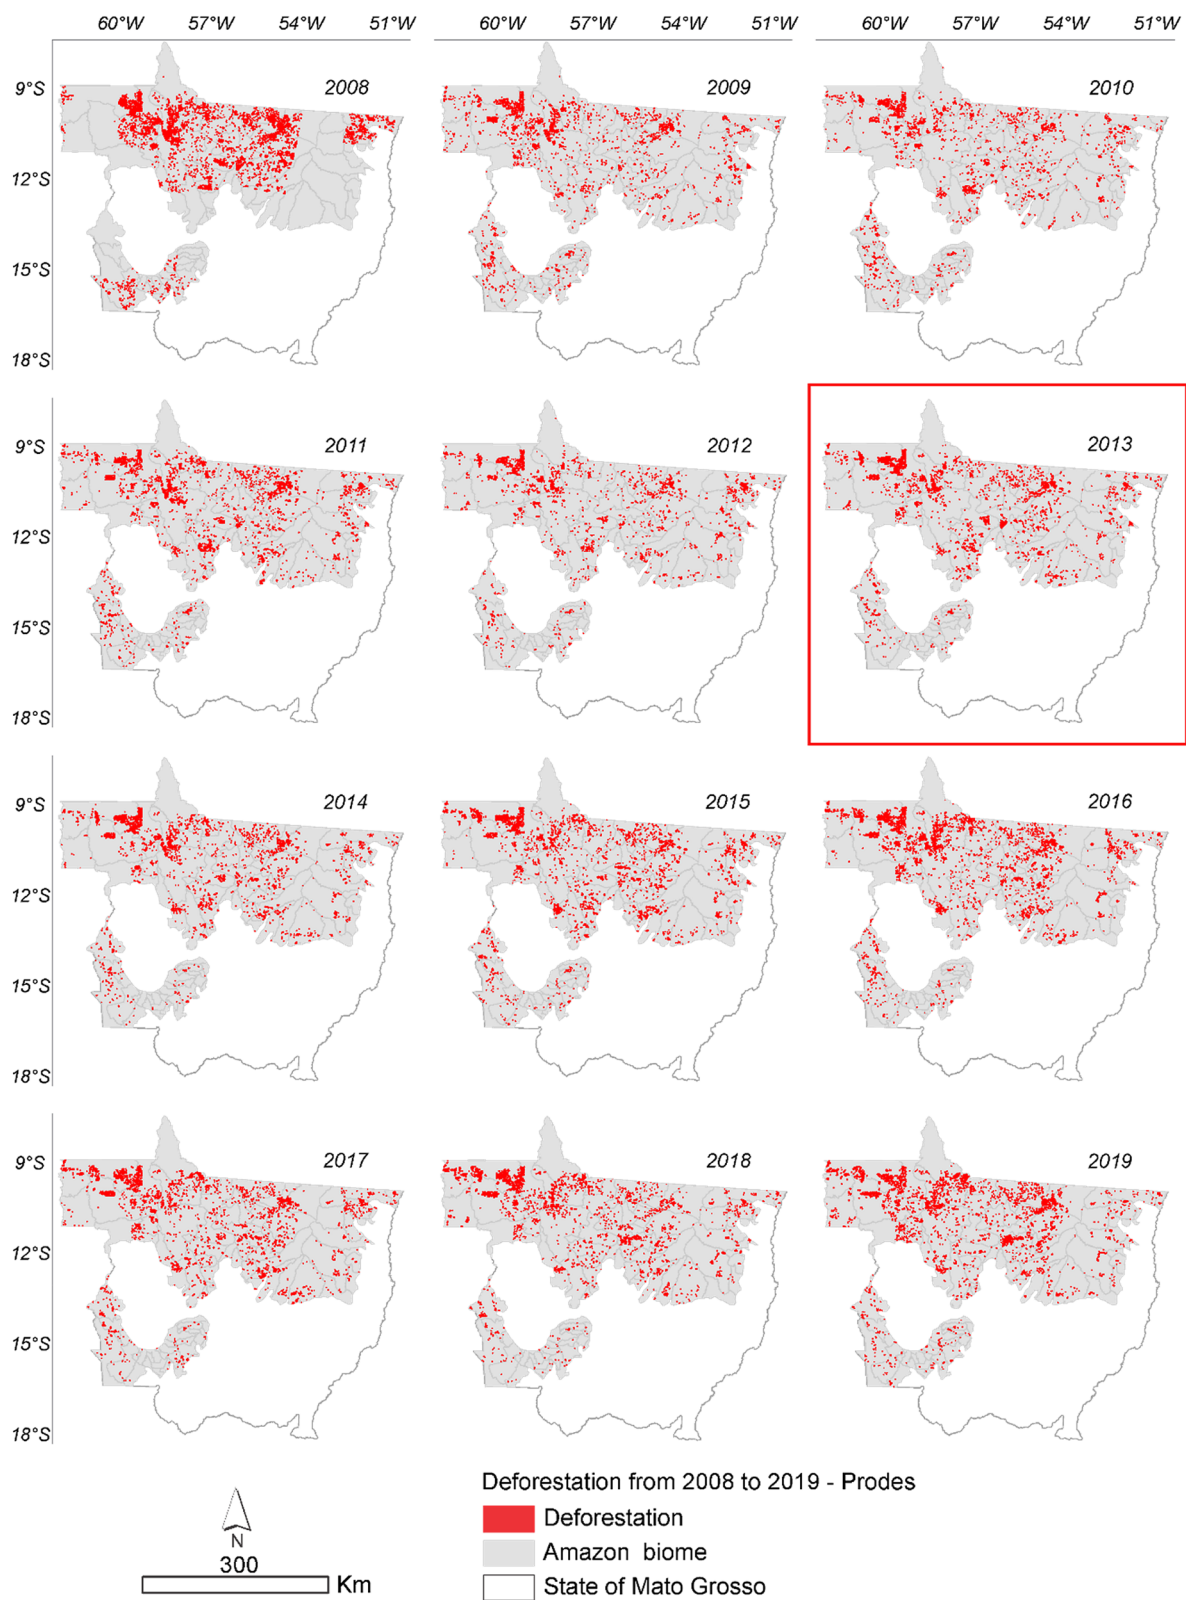 60°W 57°W 54°W 51°W 60°W 57°W 54°W 51°W 60°W 57°W 54°W 51°W
9°S 2008 2009 2010
12°S
15°S
18°S
9°S 2011 2012 2013
12°S
15°S
18°S
9°S 2014 2015 2016
12°S
15°S
18°S
9°S 2017 2018 2019
12°S
15°S
18°S
Deforestation from 2008 to 2019 - Prodes
Deforestation
N
Amazon biome
300
Km
State of Mato Grosso